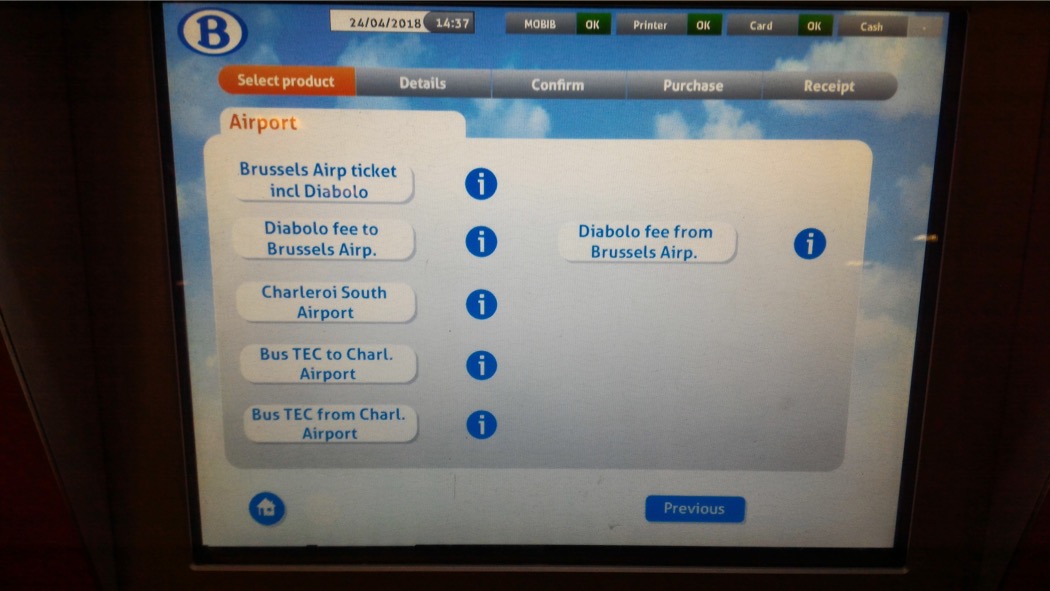 B
24/04/2018 14:37
MOBIB OK
Printer OK
Card OK
Cash -
Select product
Details
Confirm
Purchase
Receipt
Airport
Brussels Airp ticket
incl Diabolo
i
Diabolo fee to
Brussels Airp.
i
Diabolo fee from
Brussels Airp.
i
Charleroi South
Airport
i
Bus TEC to Charl.
Airport
i
Bus TEC from Charl.
Airport
i
Previous